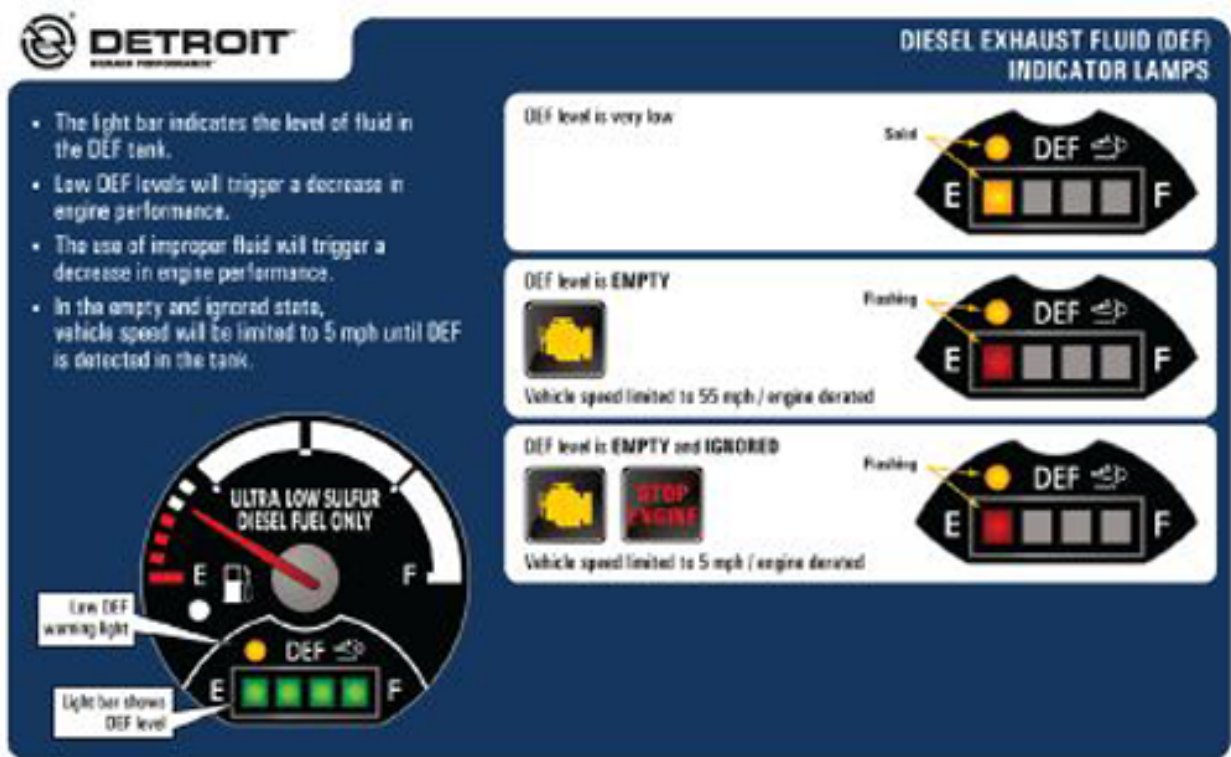 DETROIT
DEMAND PERFORMANCE
DIESEL EXHAUST FLUID (DEF)
INDICATOR LAMPS
• The light bar indicates the level of fluid in
the DEF tank.
• Low DEF levels will trigger a decrease in
engine performance.
• The use of improper fluid will trigger a
decrease in engine performance.
• In the empty and ignored state,
vehicle speed will be limited to 5 mph until DEF
is detected in the tank.
ULTRA LOW SULFUR
DIESEL FUEL ONLY
E F
Low DEF
warning light
DEF
E F
Light bar shows
DEF level
DEF level is very low
Solid
DEF
E F
DEF level is EMPTY
Flashing
DEF
E F
Vehicle speed limited to 55 mph / engine derated
DEF level is EMPTY and IGNORED
STOP
ENGINE
Flashing
DEF
E F
Vehicle speed limited to 5 mph / engine derated